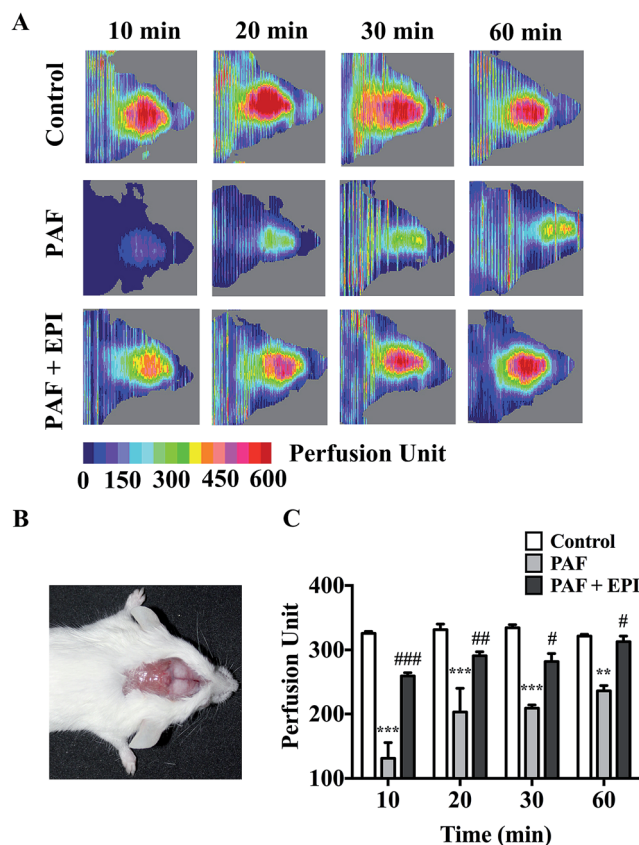 A
10 min 20 min 30 min 60 min
Control
PAF
PAF + EPI
Perfusion Unit
0 150 300 450 600
B
C
Control
PAF
PAF + EPI
Perfusion Unit
400
300
200
100
*** ###
*** ##
*** #
** #
10 20 30 60
Time (min)